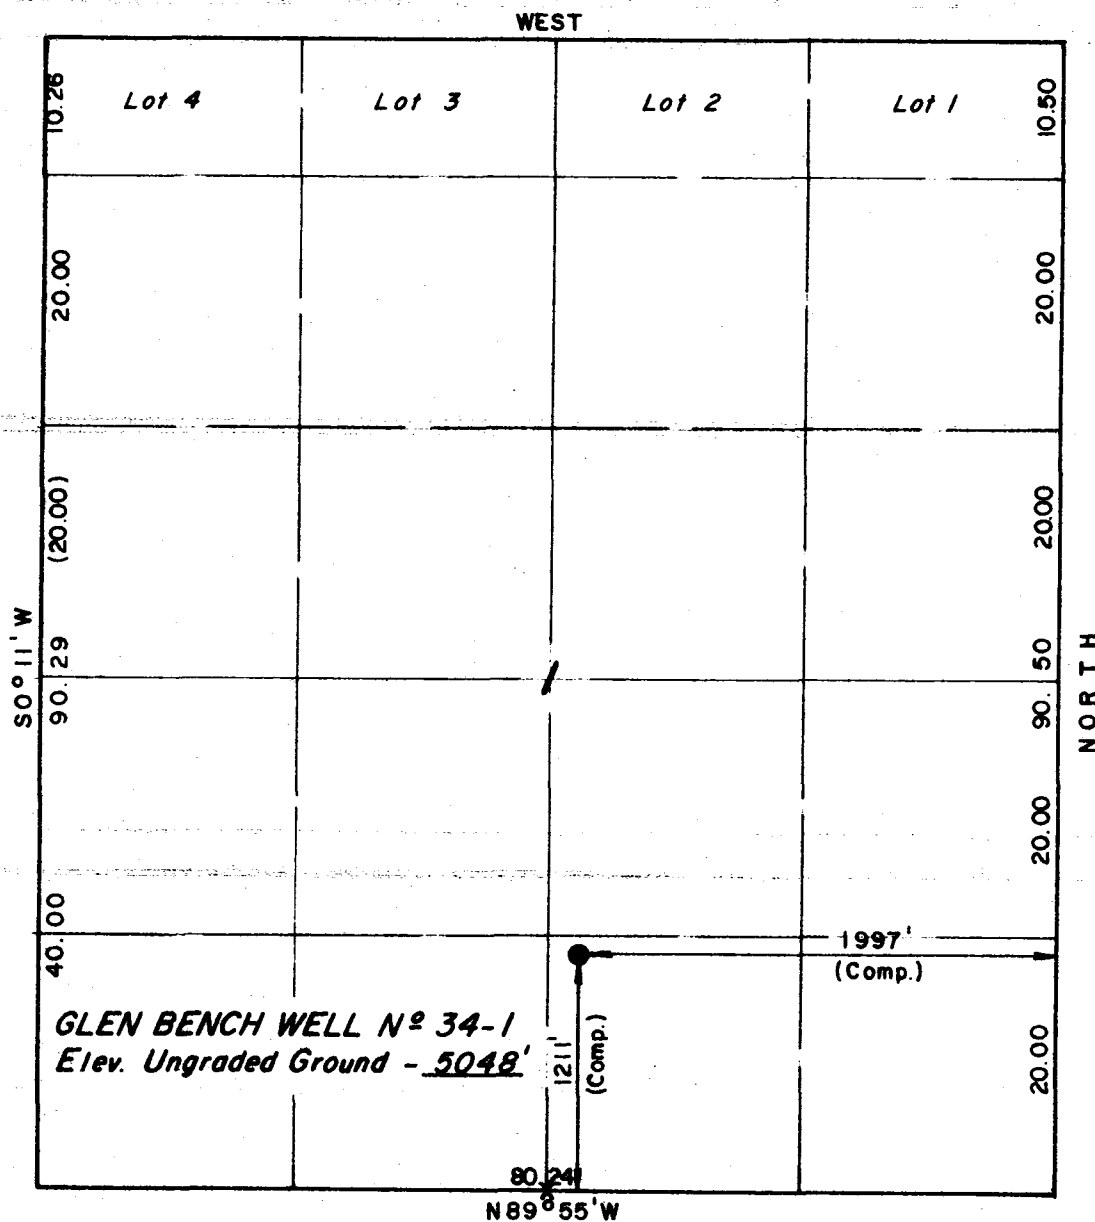 WEST
10.26
Lot 4
Lot 3
Lot 2
Lot 1
10.50
20.00
20.00
(20.00)
20.00
S0°11'W
90.29
1
90.50
NORTH
20.00
40.00
1997'
(Comp.)
GLEN BENCH WELL Nº 34-1
Elev. Ungraded Ground - 5048'
1211'
(Comp.)
20.00
80.24
N89°55'W